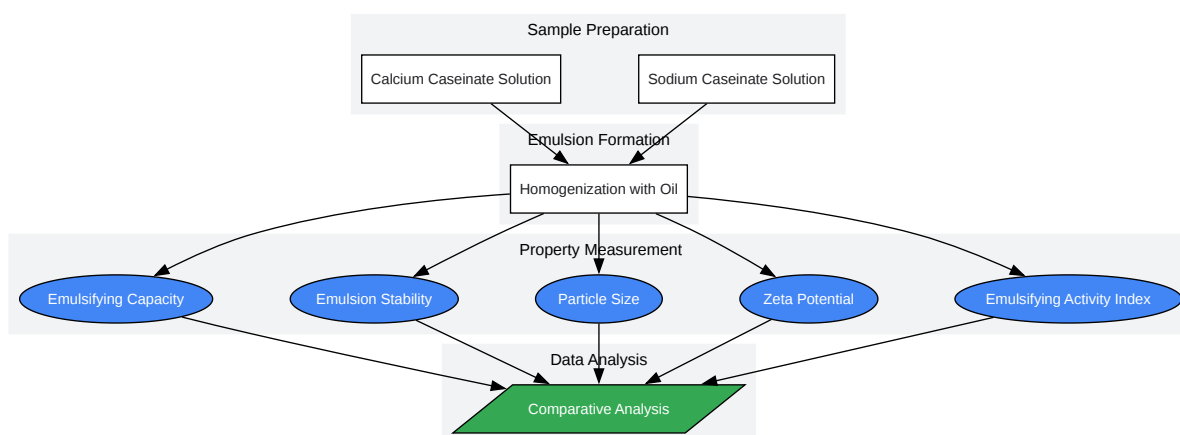 Sample Preparation
Calcium Caseinate Solution
Sodium Caseinate Solution
Emulsion Formation
Homogenization with Oil
Property Measurement
Emulsifying Capacity
Emulsion Stability
Particle Size
Zeta Potential
Emulsifying Activity Index
Data Analysis
Comparative Analysis